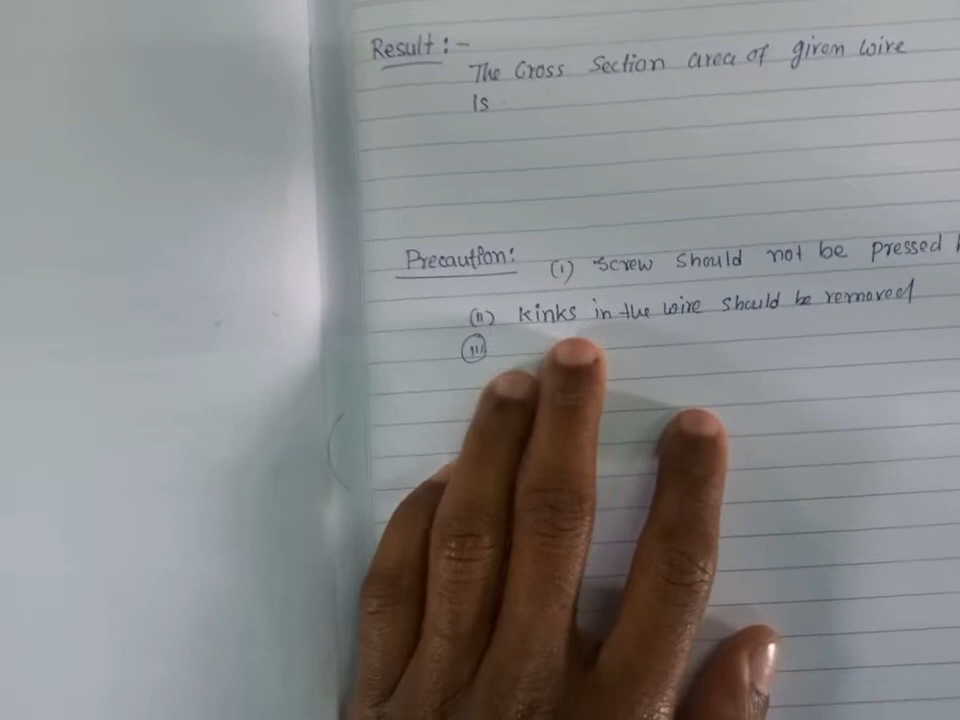 Result :-
The Cross Section area of given wire
Is
Precaution: (i) Screw should not be pressed
(ii) kinks in the wire should be removed
(iii)